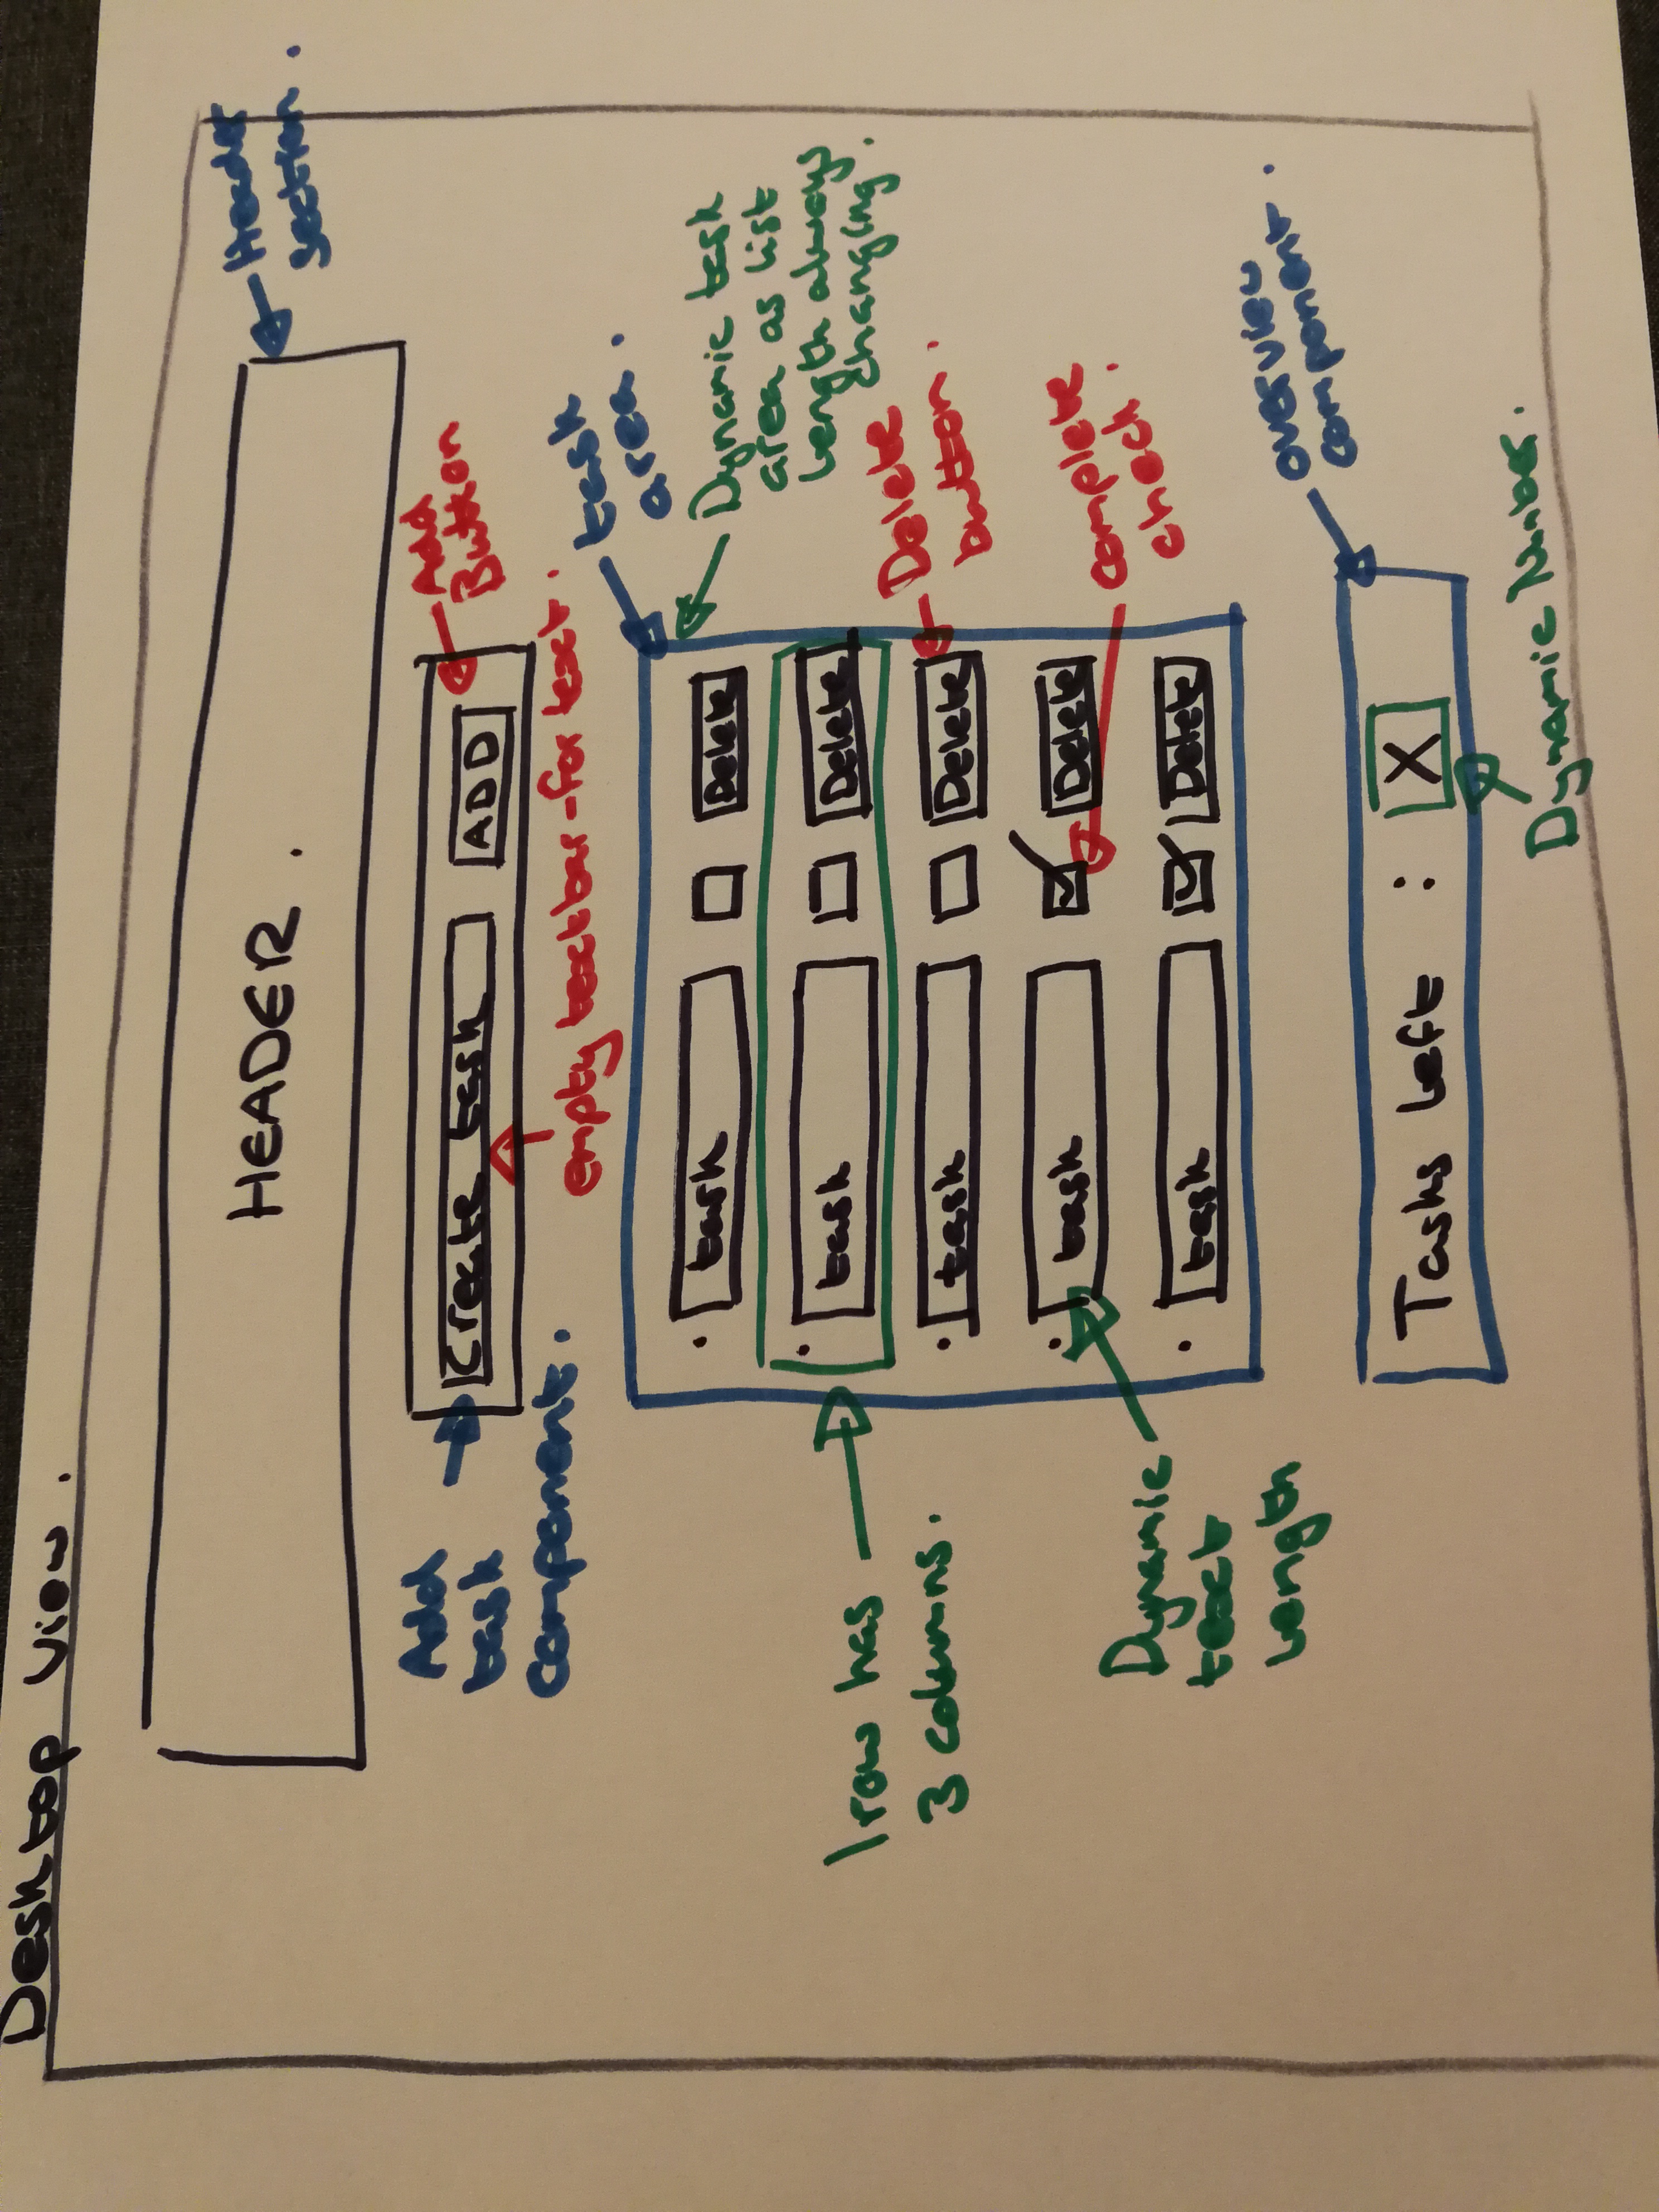 Desktop View.
Header
section.
HEADER.
Add
task
component.
Create task
ADD
Add
Button
empty textbar-for text.
task
area.
Dynamic task
area as list
length always
changing.
task
Delete
1 row has
3 columns.
task
Delete
task
Delete
Delete
button.
Dynamic
text
length
task
Delete
complete
check.
task
Delete
Tasks Left : X
overview
component.
Dynamic Number.